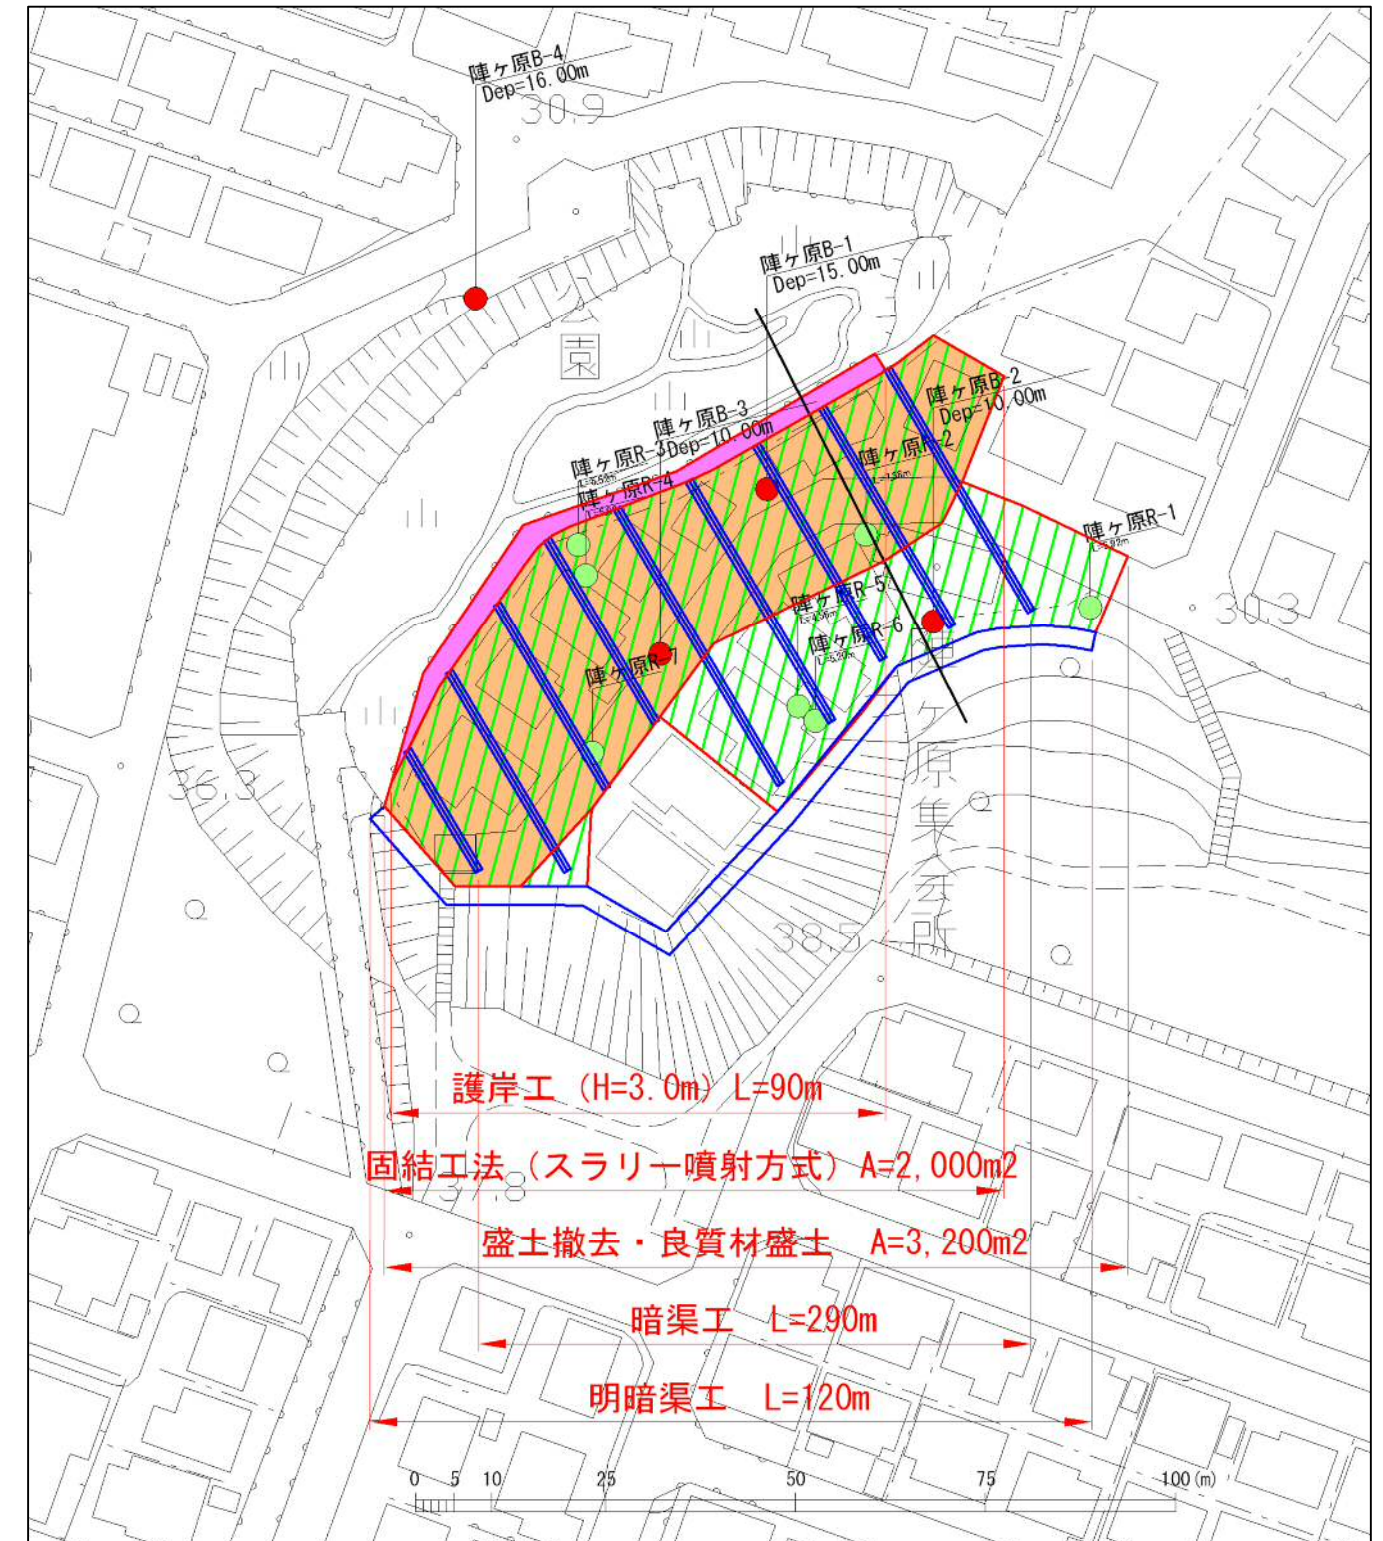 陣ヶ原B-4
Dep=16.00m
30.9
陣ヶ原B-1
Dep=15.00m
公園
陣ヶ原B-2
Dep=10.00m
陣ヶ原B-3
Dep=10.00m
陣ヶ原R-2
陣ヶ原R-3
陣ヶ原R-4
陣ヶ原R-1
陣ヶ原R-5
陣ヶ原R-6
陣ヶ原R-7
30.3
36.3
陣ヶ原集会所
38.5
護岸工（H=3.0m）L=90m
固結工法（スラリー噴射方式）A=2,000m2
盛土撤去・良質材盛土　A=3,200m2
暗渠工　L=290m
明暗渠工　L=120m
0 5 10 25 50 75 100(m)